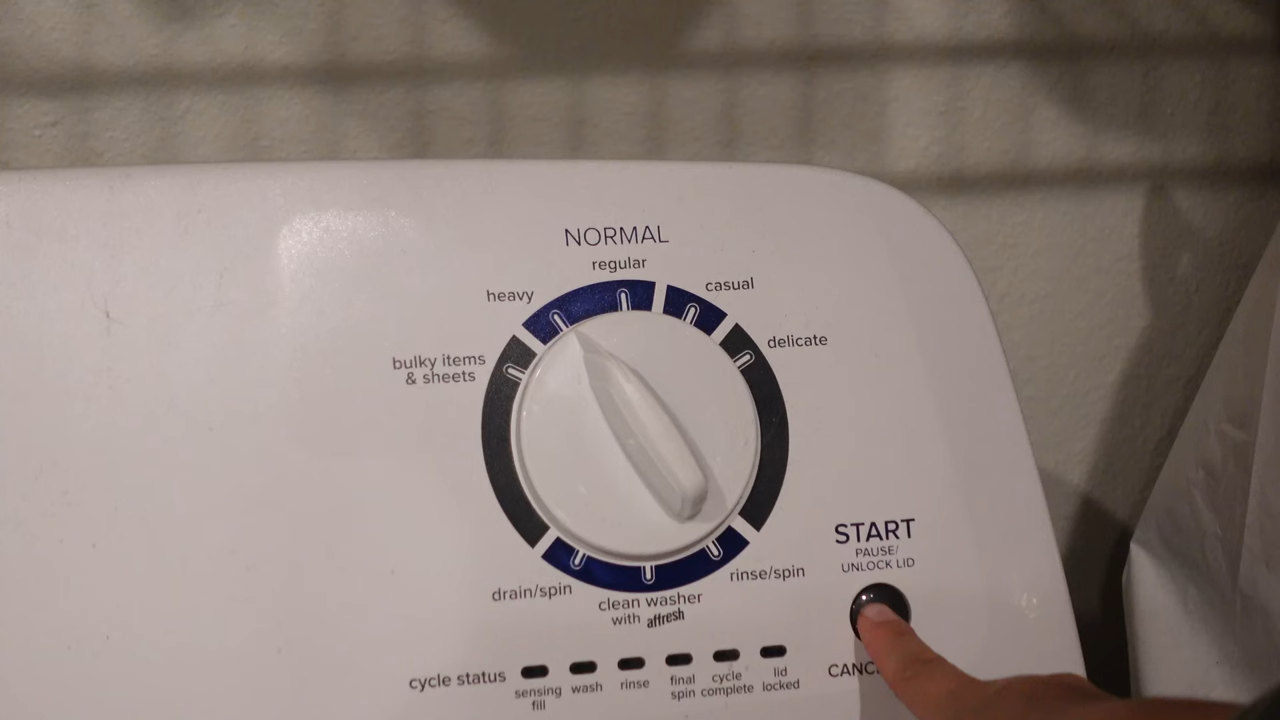 NORMAL
regular
heavy
casual
bulky items
& sheets
delicate
START
PAUSE/
UNLOCK LID
drain/spin
clean washer
with affresh
rinse/spin
cycle status
sensing
fill
wash
rinse
final
spin
cycle
complete
lid
locked